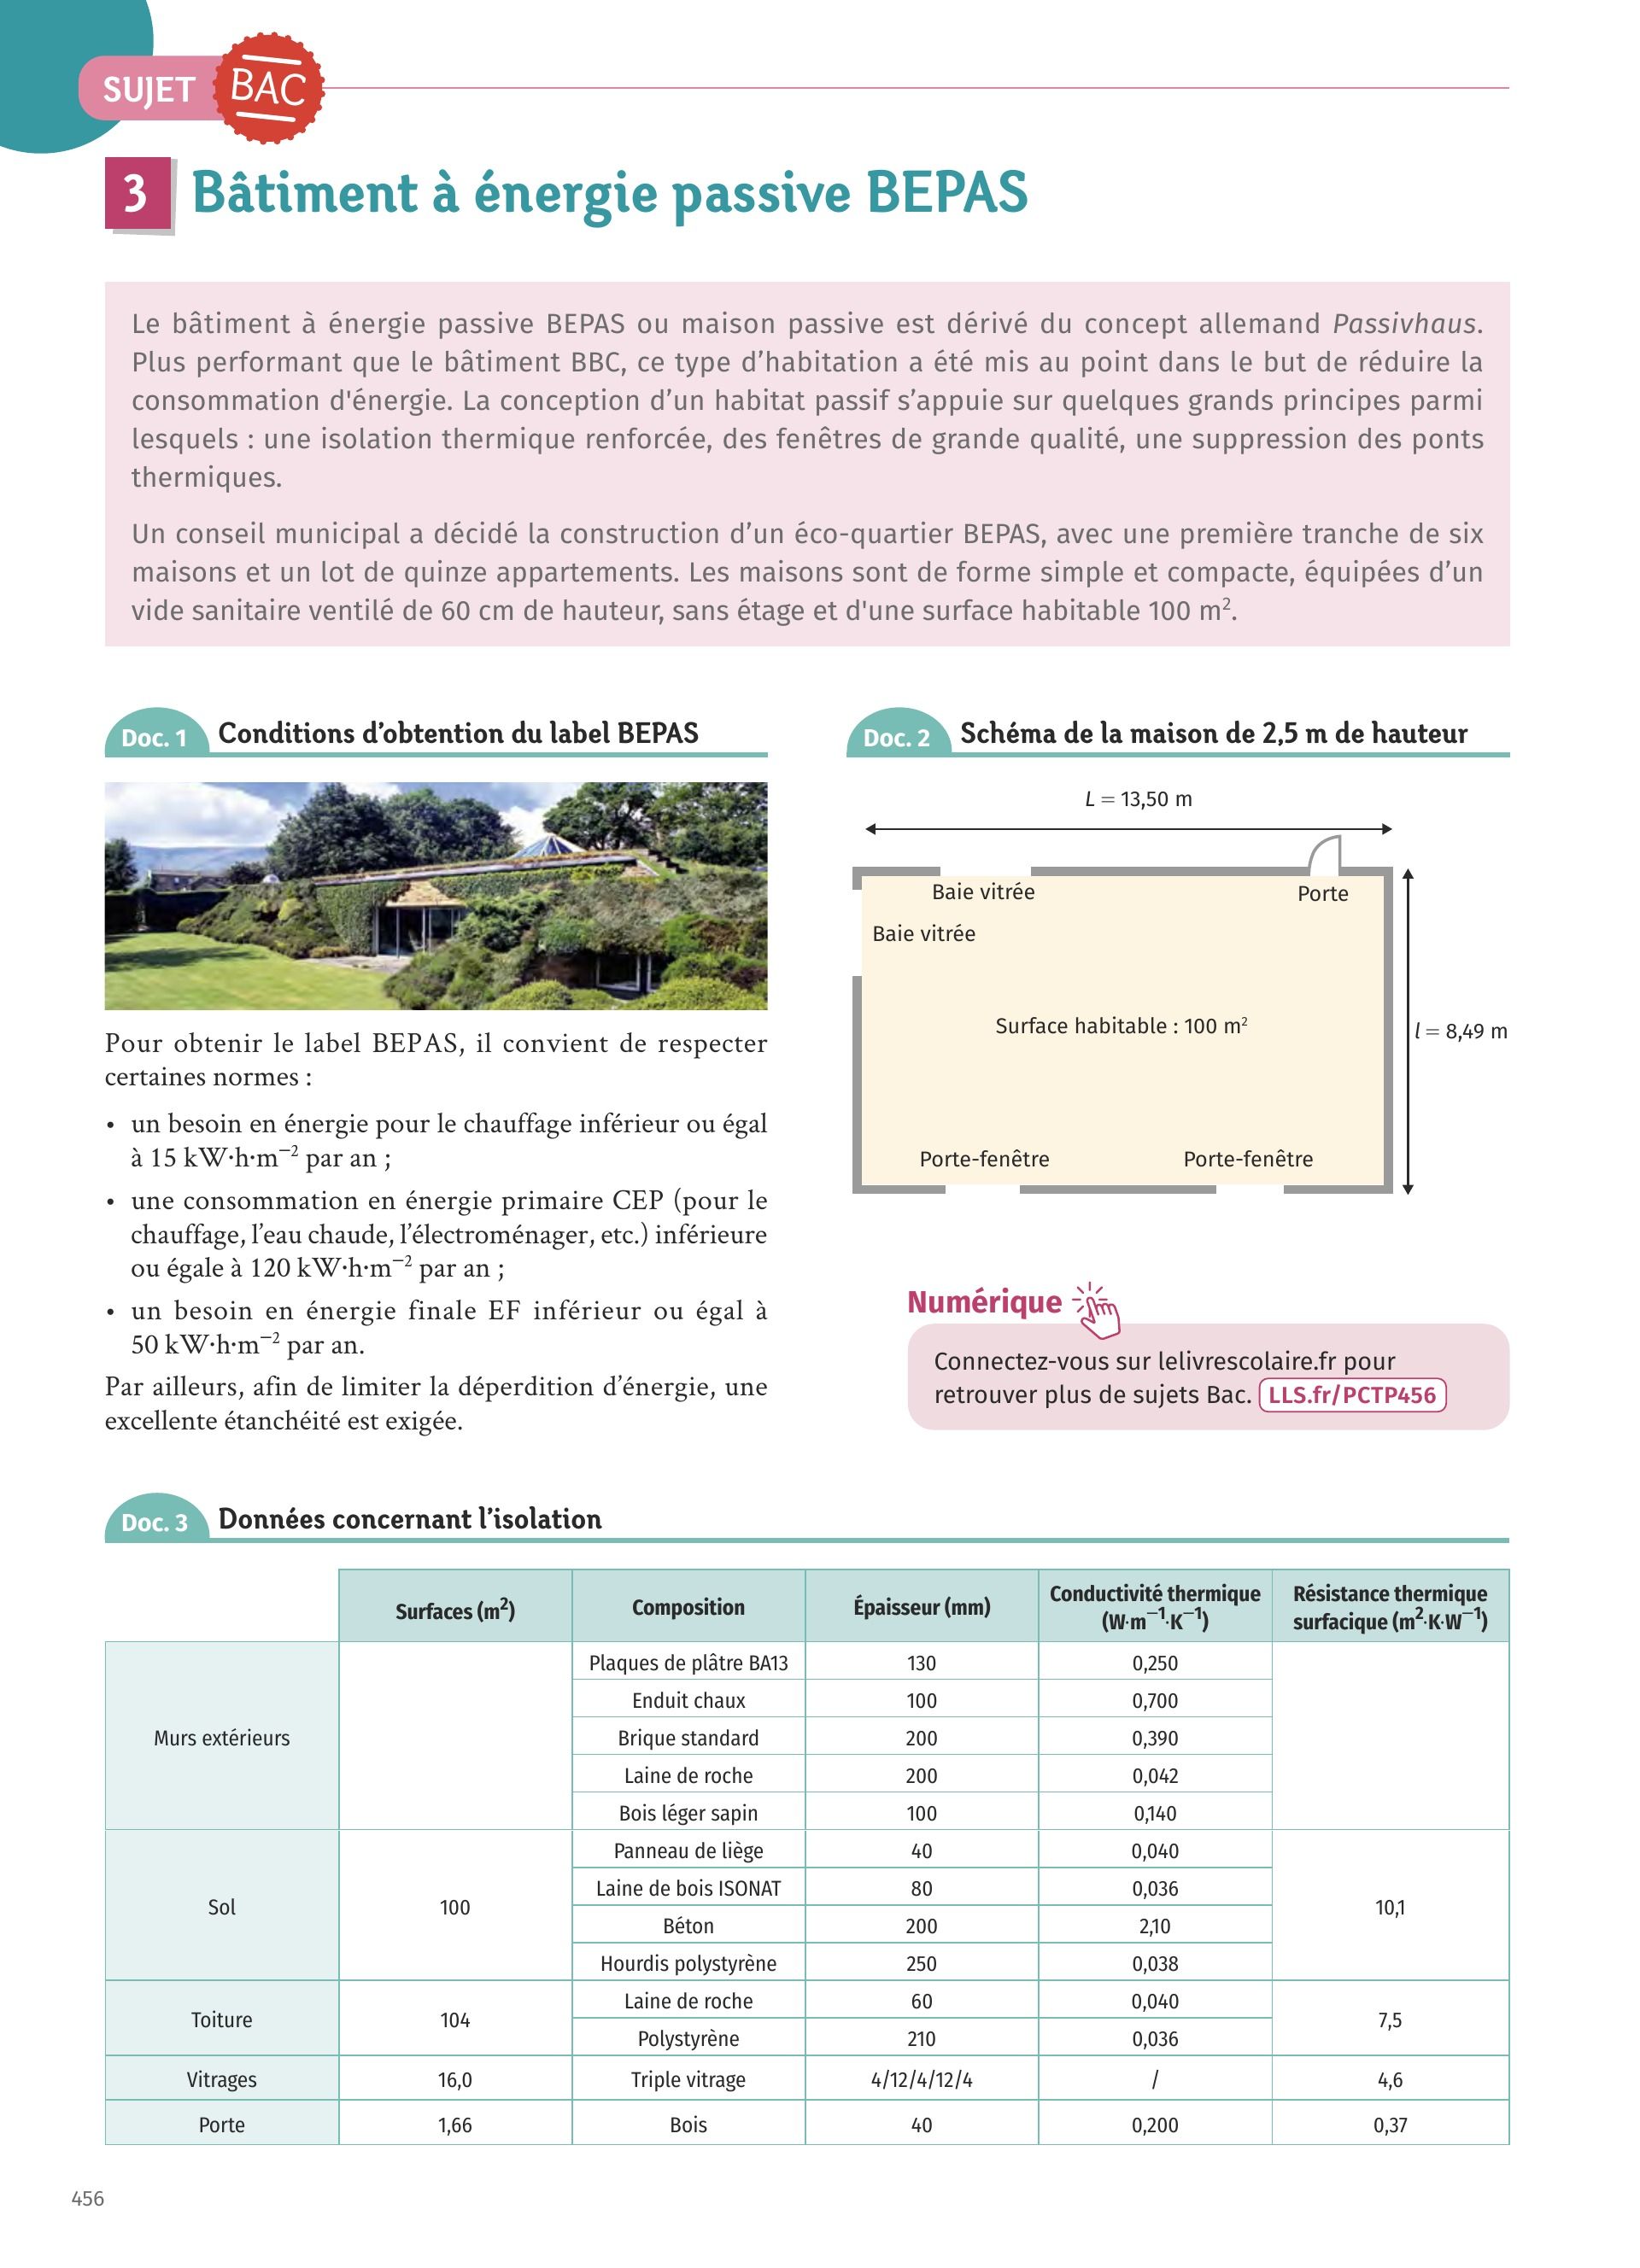 SUJET BAC
3 Bâtiment à énergie passive BEPAS
Le bâtiment à énergie passive BEPAS ou maison passive est dérivé du concept allemand Passivhaus.
Plus performant que le bâtiment BBC, ce type d’habitation a été mis au point dans le but de réduire la
consommation d'énergie. La conception d’un habitat passif s’appuie sur quelques grands principes parmi
lesquels : une isolation thermique renforcée, des fenêtres de grande qualité, une suppression des ponts
thermiques.
Un conseil municipal a décidé la construction d’un éco-quartier BEPAS, avec une première tranche de six
maisons et un lot de quinze appartements. Les maisons sont de forme simple et compacte, équipées d’un
vide sanitaire ventilé de 60 cm de hauteur, sans étage et d'une surface habitable 100 m².
Doc. 1 Conditions d’obtention du label BEPAS
Pour obtenir le label BEPAS, il convient de respecter
certaines normes :
• un besoin en énergie pour le chauffage inférieur ou égal
à 15 kW·h·m⁻² par an ;
• une consommation en énergie primaire CEP (pour le
chauffage, l’eau chaude, l’électroménager, etc.) inférieure
ou égale à 120 kW·h·m⁻² par an ;
• un besoin en énergie finale EF inférieur ou égal à
50 kW·h·m⁻² par an.
Par ailleurs, afin de limiter la déperdition d’énergie, une
excellente étanchéité est exigée.
Doc. 2 Schéma de la maison de 2,5 m de hauteur
L = 13,50 m
Baie vitrée
Porte
Baie vitrée
Surface habitable : 100 m²
l = 8,49 m
Porte-fenêtre
Porte-fenêtre
Numérique
Connectez-vous sur lelivrescolaire.fr pour
retrouver plus de sujets Bac. LLS.fr/PCTP456
Doc. 3 Données concernant l’isolation
Surfaces (m²) Composition Épaisseur (mm) Conductivité thermique (W·m⁻¹·K⁻¹) Résistance thermique surfacique (m²·K·W⁻¹)
Murs extérieurs
Plaques de plâtre BA13 130 0,250
Enduit chaux 100 0,700
Brique standard 200 0,390
Laine de roche 200 0,042
Bois léger sapin 100 0,140
Sol 100 10,1
Panneau de liège 40 0,040
Laine de bois ISONAT 80 0,036
Béton 200 2,10
Hourdis polystyrène 250 0,038
Toiture 104 7,5
Laine de roche 60 0,040
Polystyrène 210 0,036
Vitrages 16,0 Triple vitrage 4/12/4/12/4 / 4,6
Porte 1,66 Bois 40 0,200 0,37
456